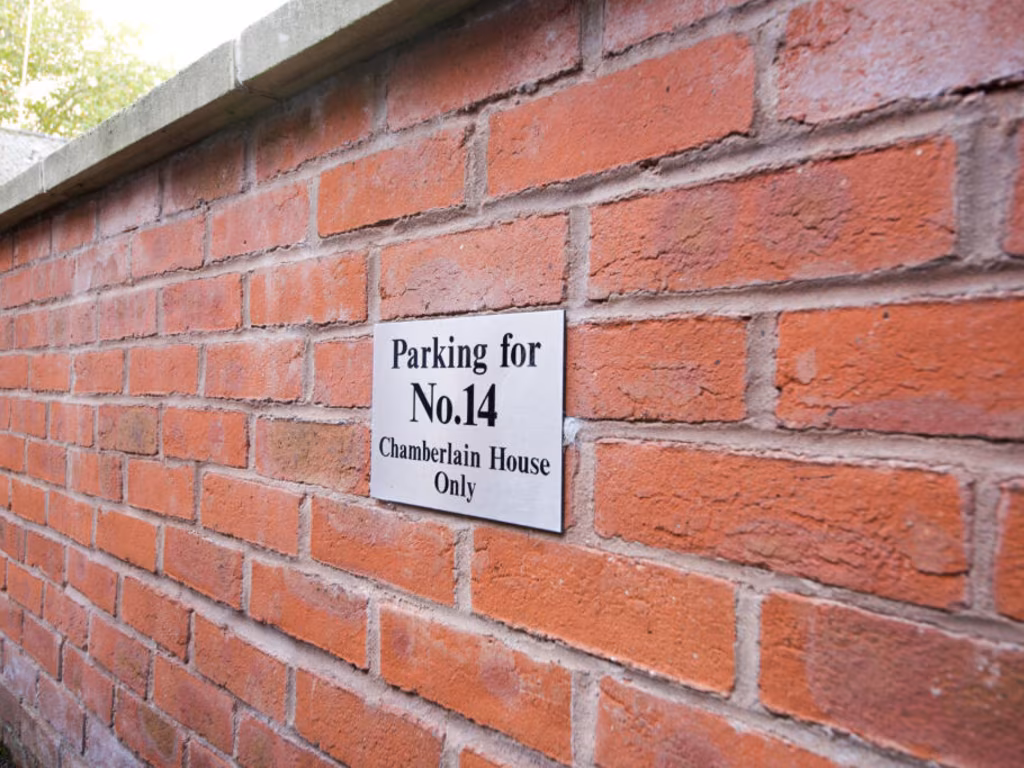 Parking for
No.14
Chamberlain House
Only